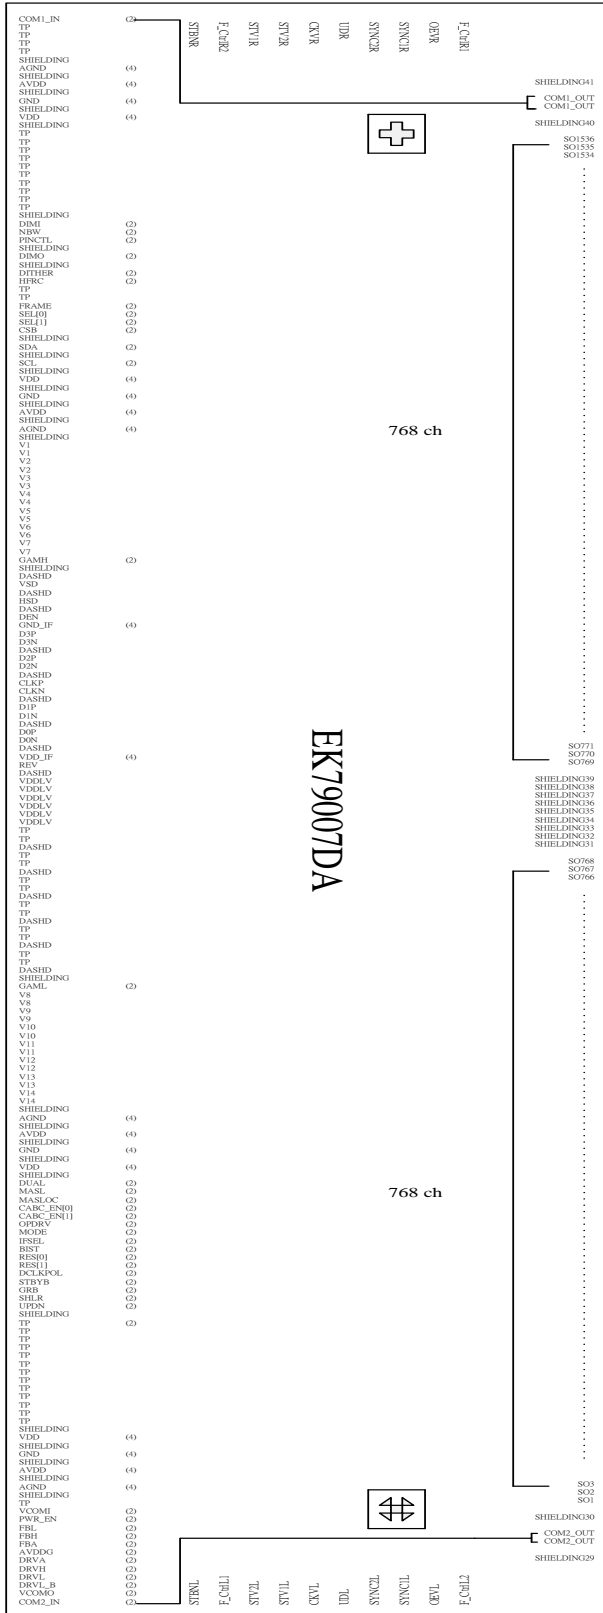 COM1_IN (2)
TP
TP
TP
TP
SHIELDING
AGND (4)
SHIELDING
AVDD (4)
SHIELDING
GND (4)
SHIELDING
VDD (4)
SHIELDING
TP
TP
TP
TP
TP
TP
TP
TP
TP
TP
SHIELDING
DIMI (2)
NBW (2)
PINCTL (2)
SHIELDING
DIMO (2)
SHIELDING
DITHER (2)
HFRC (2)
TP
TP
FRAME (2)
SEL[0] (2)
SEL[1] (2)
CSB (2)
SHIELDING
SDA (2)
SHIELDING
SCL (2)
SHIELDING
VDD (4)
SHIELDING
GND (4)
SHIELDING
AVDD (4)
SHIELDING
AGND (4)
SHIELDING
V1
V1
V2
V2
V3
V3
V4
V4
V5
V5
V6
V6
V7
V7
GAMH (2)
SHIELDING
DASHD
VSD
DASHD
HSD
DASHD
DEN
GND_IF (4)
D3P
D3N
DASHD
D2P
D2N
DASHD
CLKP
CLKN
DASHD
D1P
D1N
DASHD
D0P
D0N
DASHD
VDD_IF (4)
REV
DASHD
VDDLV
VDDLV
VDDLV
VDDLV
VDDLV
VDDLV
TP
TP
DASHD
TP
TP
DASHD
TP
TP
DASHD
TP
TP
DASHD
TP
TP
DASHD
TP
TP
DASHD
SHIELDING
GAML (2)
V8
V8
V9
V9
V10
V10
V11
V11
V12
V12
V13
V13
V14
V14
SHIELDING
AGND (4)
SHIELDING
AVDD (4)
SHIELDING
GND (4)
SHIELDING
VDD (4)
SHIELDING
DUAL (2)
MASL (2)
MASLOC (2)
CABC_EN[0] (2)
CABC_EN[1] (2)
OPDRV (2)
MODE (2)
IFSEL (2)
BIST (2)
RES[0] (2)
RES[1] (2)
DCLKPOL (2)
STBYB (2)
GRB (2)
SHLR (2)
UPDN (2)
SHIELDING
TP (2)
TP
TP
TP
TP
TP
TP
TP
TP
TP
TP
TP
TP
SHIELDING
VDD (4)
SHIELDING
GND (4)
SHIELDING
AVDD (4)
SHIELDING
AGND (4)
SHIELDING
TP
VCOMI (2)
PWR_EN (2)
FBL (2)
FBH (2)
FBA (2)
AVDDG (2)
DRVA (2)
DRVH (2)
DRVL (2)
DRVL_B (2)
VCOMO (2)
COM2_IN (2)
STBNR
F_CtrlR2
STV1R
STV2R
CKVR
UDR
SYNC2R
SYNC1R
OEVR
F_CtrlR1
768 ch
EK79007DA
768 ch
STBNL
F_CtrlL1
STV2L
STV1L
CKVL
UDL
SYNC2L
SYNC1L
OEVL
F_CtrlL2
SHIELDING41
COM1_OUT
COM1_OUT
SHIELDING40
SO1536
SO1535
SO1534
SO771
SO770
SO769
SHIELDING39
SHIELDING38
SHIELDING37
SHIELDING36
SHIELDING35
SHIELDING34
SHIELDING33
SHIELDING32
SHIELDING31
SO768
SO767
SO766
SO3
SO2
SO1
SHIELDING30
COM2_OUT
COM2_OUT
SHIELDING29